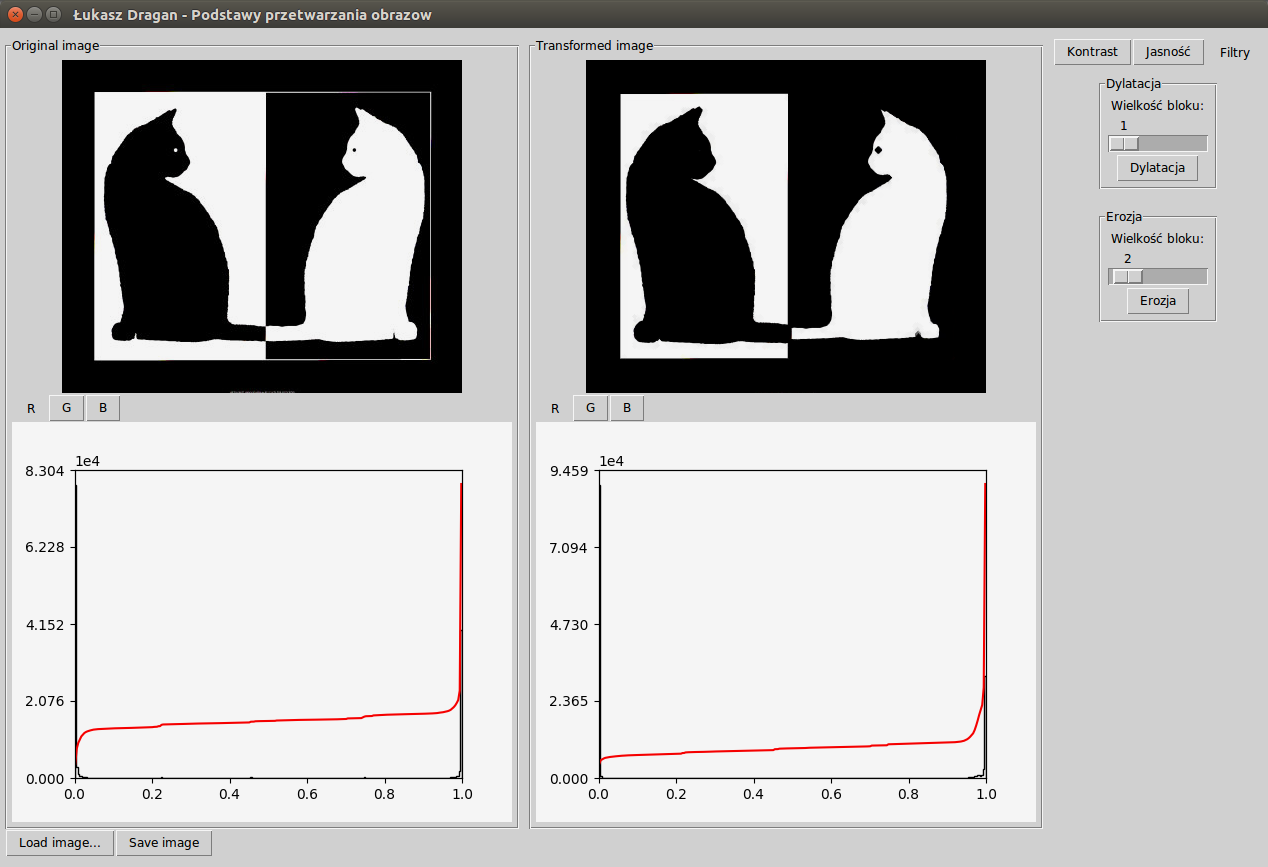 Łukasz Dragan - Podstawy przetwarzania obrazow
Original image
Transformed image
Kontrast
Jasność
Filtry
Dylatacja
Wielkość bloku:
1
Dylatacja
Erozja
Wielkość bloku:
2
Erozja
R G B
1e4
8.304
6.228
4.152
2.076
0.000
0.0 0.2 0.4 0.6 0.8 1.0
R G B
1e4
9.459
7.094
4.730
2.365
0.000
0.0 0.2 0.4 0.6 0.8 1.0
Load image...
Save image